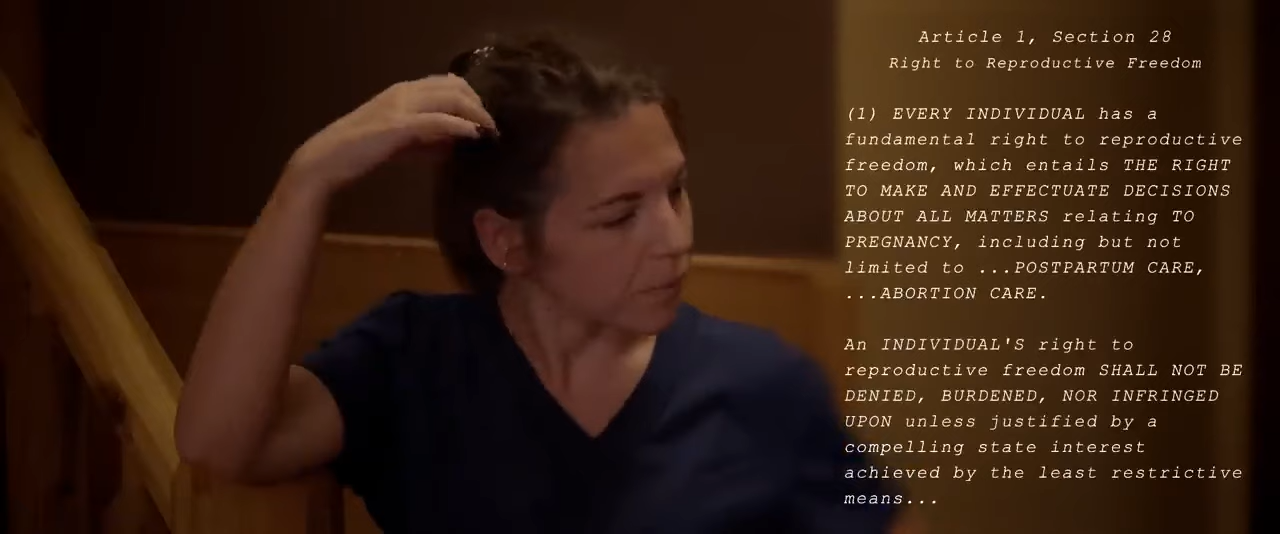 Article 1, Section 28
Right to Reproductive Freedom
(1) EVERY INDIVIDUAL has a
fundamental right to reproductive
freedom, which entails THE RIGHT
TO MAKE AND EFFECTUATE DECISIONS
ABOUT ALL MATTERS relating TO
PREGNANCY, including but not
limited to ...POSTPARTUM CARE,
...ABORTION CARE.
An INDIVIDUAL'S right to
reproductive freedom SHALL NOT BE
DENIED, BURDENED, NOR INFRINGED
UPON unless justified by a
compelling state interest
achieved by the least restrictive
means...